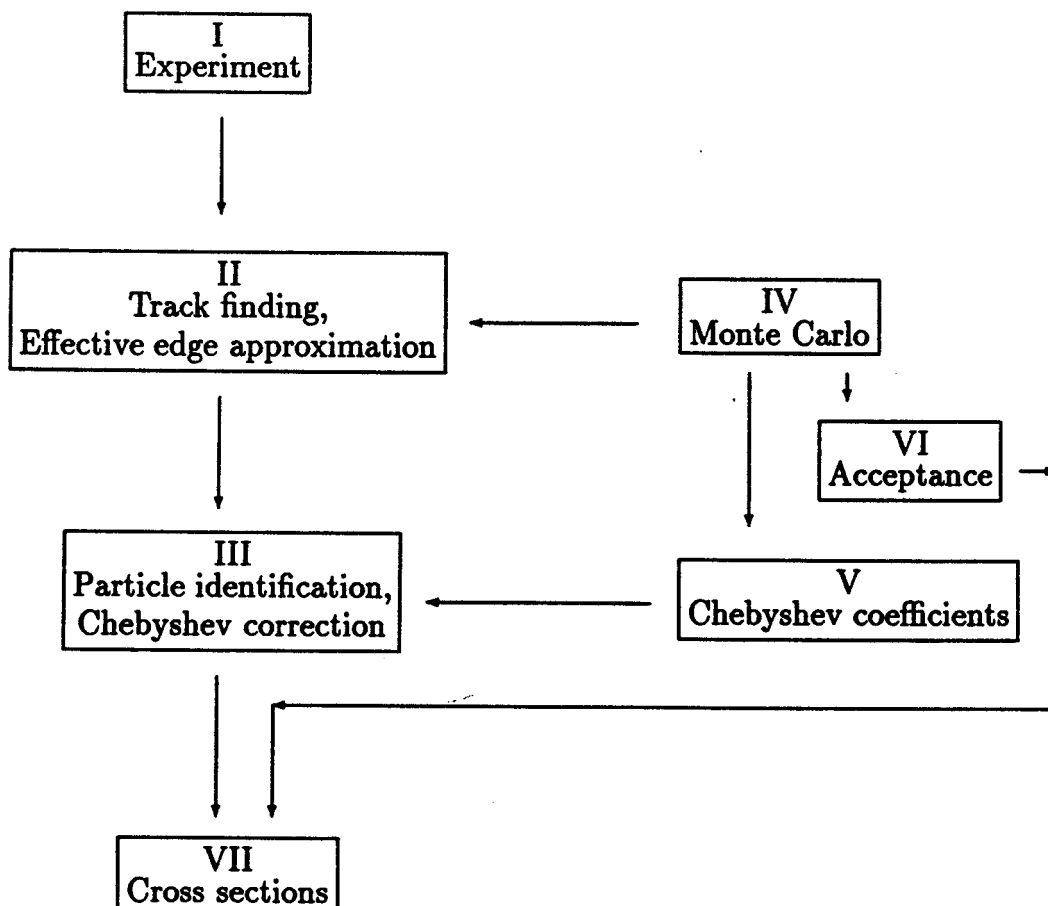 I
Experiment
II
Track finding,
Effective edge approximation
IV
Monte Carlo
VI
Acceptance
III
Particle identification,
Chebyshev correction
V
Chebyshev coefficients
VII
Cross sections